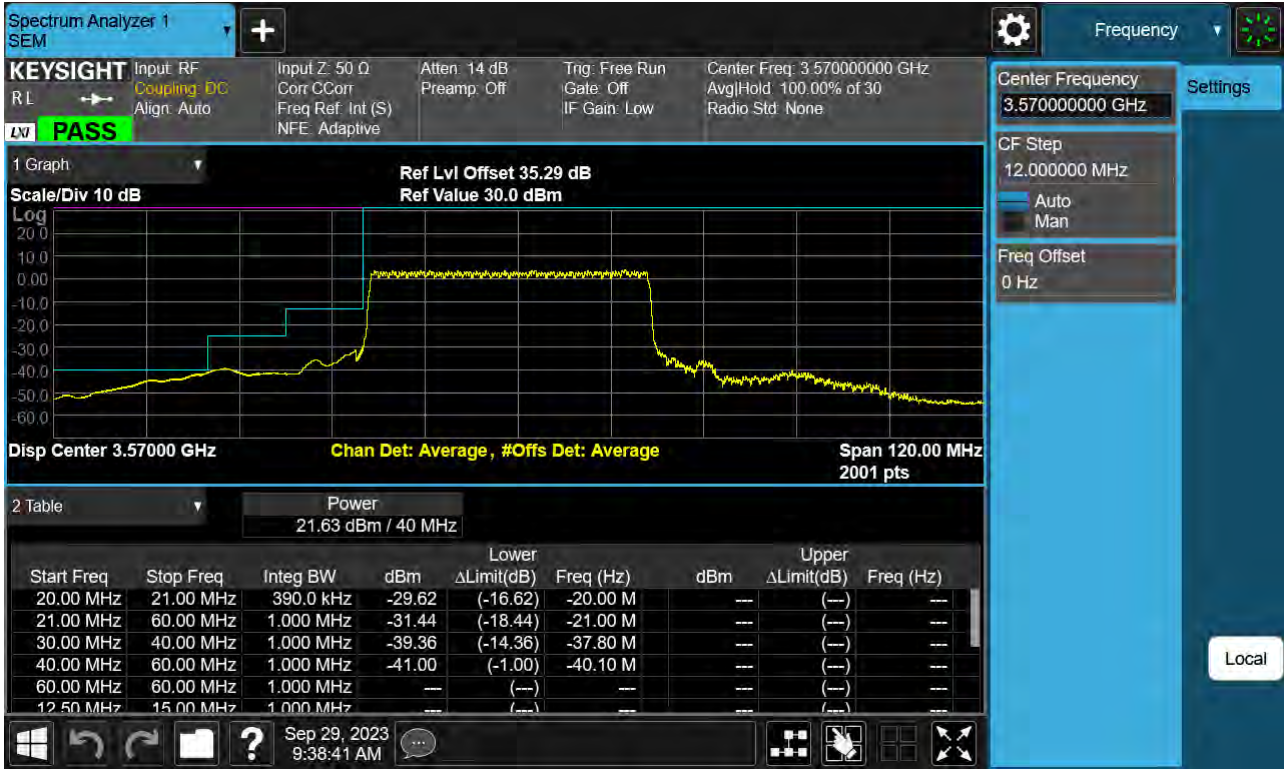 Spectrum Analyzer 1
SEM
Frequency
KEYSIGHT
R L
LXI
PASS
Input: RF
Coupling: DC
Align: Auto
Input Z: 50 Ω
Corr CCorr
Freq Ref: Int (S)
NFE: Adaptive
Atten: 14 dB
Preamp: Off
Trig: Free Run
Gate: Off
IF Gain: Low
Center Freq: 3.570000000 GHz
Avg|Hold: 100.00% of 30
Radio Std: None
Center Frequency
3.570000000 GHz
Settings
CF Step
12.000000 MHz
Auto
Man
Freq Offset
0 Hz
Local
1 Graph
Scale/Div 10 dB
Ref Lvl Offset 35.29 dB
Ref Value 30.0 dBm
Log
20.0
10.0
0.00
-10.0
-20.0
-30.0
-40.0
-50.0
-60.0
Disp Center 3.57000 GHz
Chan Det: Average, #Offs Det: Average
Span 120.00 MHz
2001 pts
2 Table
Power
21.63 dBm / 40 MHz
Lower Upper
Start Freq Stop Freq Integ BW dBm ΔLimit(dB) Freq (Hz) dBm ΔLimit(dB) Freq (Hz)
20.00 MHz 21.00 MHz 390.0 kHz -29.62 (-16.62) -20.00 M --- (---) ---
21.00 MHz 60.00 MHz 1.000 MHz -31.44 (-18.44) -21.00 M --- (---) ---
30.00 MHz 40.00 MHz 1.000 MHz -39.36 (-14.36) -37.80 M --- (---) ---
40.00 MHz 60.00 MHz 1.000 MHz -41.00 (-1.00) -40.10 M --- (---) ---
60.00 MHz 60.00 MHz 1.000 MHz --- (---) --- --- (---) ---
12.50 MHz 15.00 MHz 1.000 MHz --- (---) --- --- (---) ---
Sep 29, 2023
9:38:41 AM